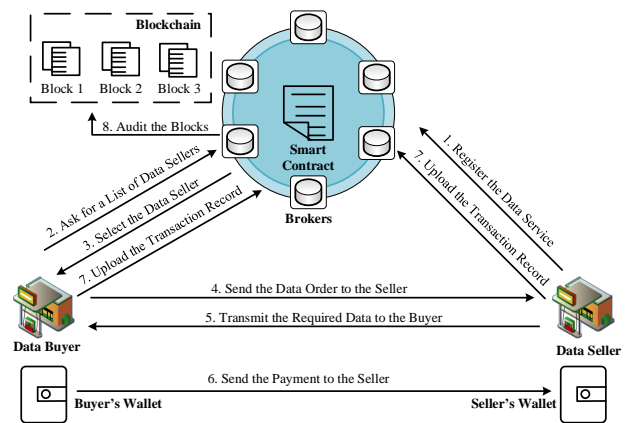 Blockchain
Block 1 Block 2 Block 3
8. Audit the Blocks
Smart
Contract
Brokers
1. Register the Data Service
7. Upload the Transaction
Record
2. Ask for a List of Data Sellers
3. Select the Data Seller
7. Upload the Transaction Record
4. Send the Data Order to the Seller
5. Transmit the Required Data to the Buyer
Data Buyer
Data Seller
6. Send the Payment to the Seller
Buyer's Wallet
Seller's Wallet